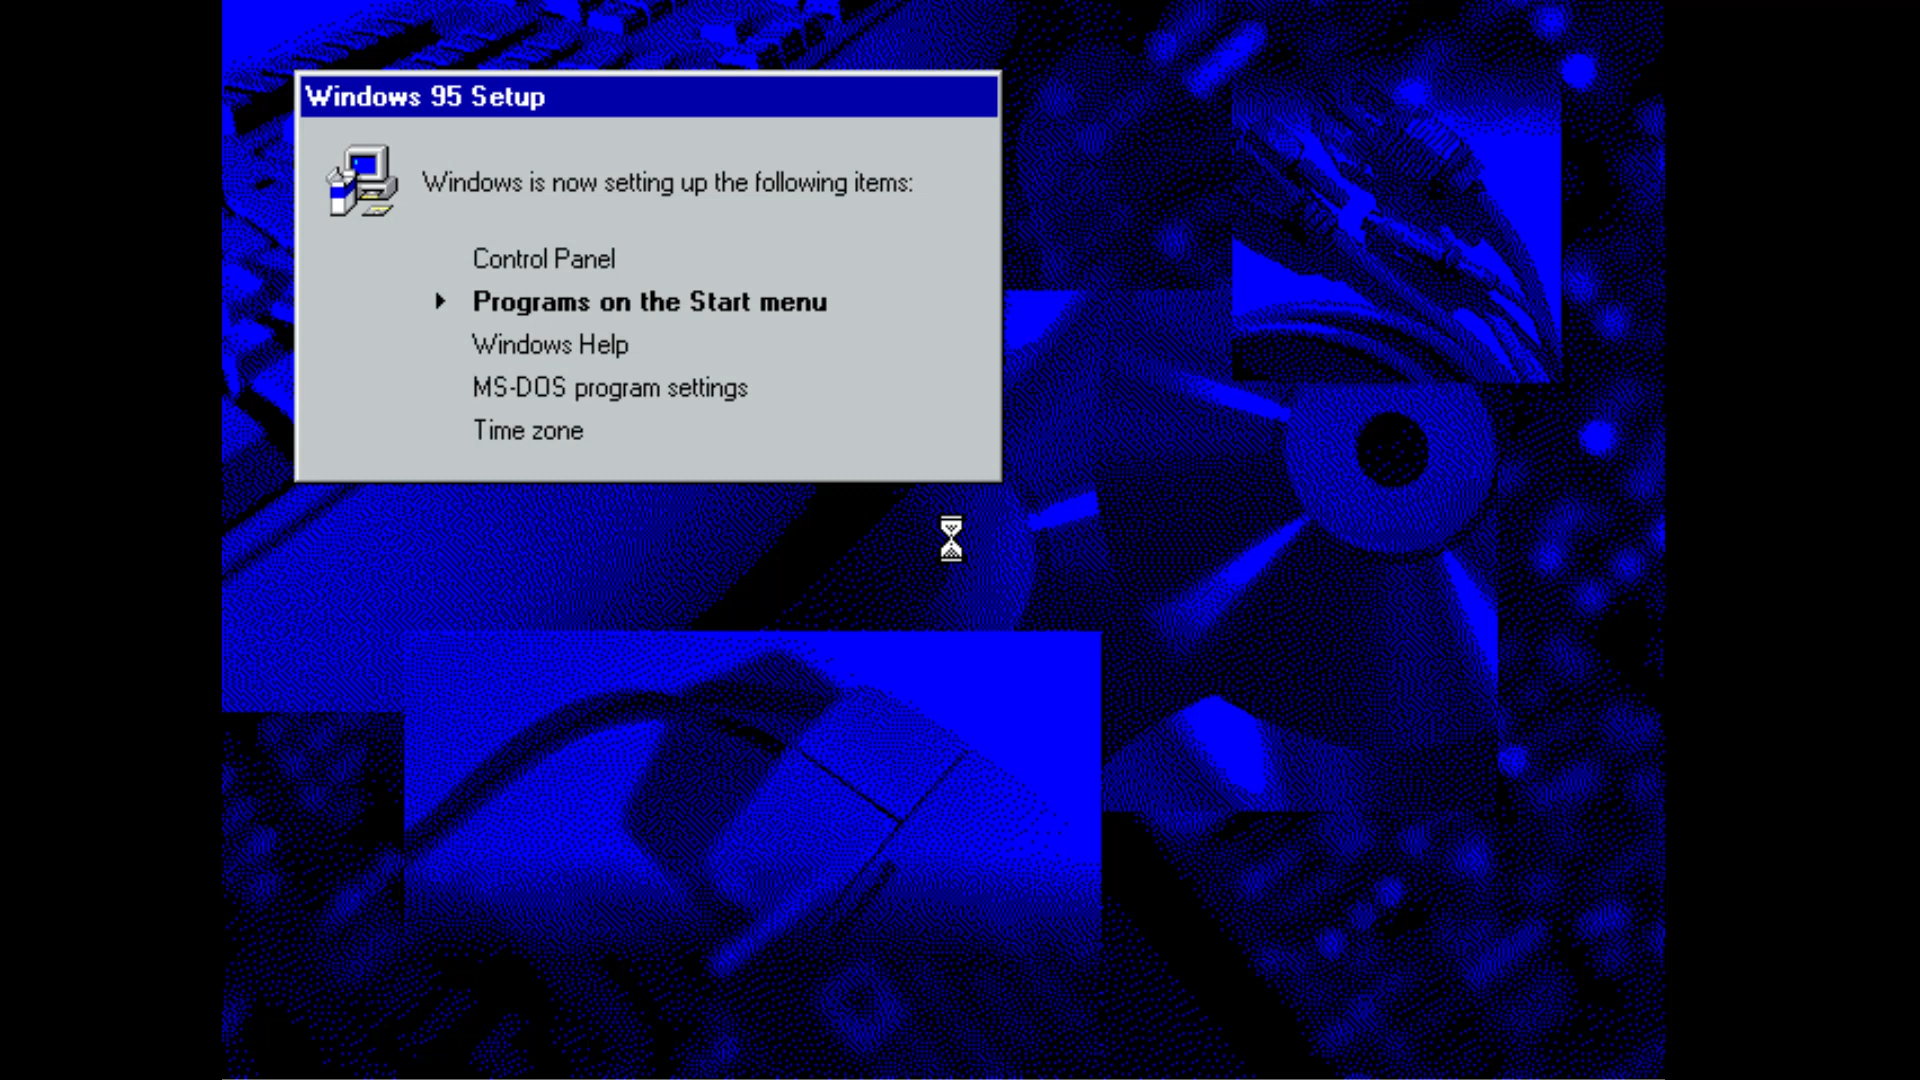 Windows 95 Setup
Windows is now setting up the following items:
Control Panel
Programs on the Start menu
Windows Help
MS-DOS program settings
Time zone